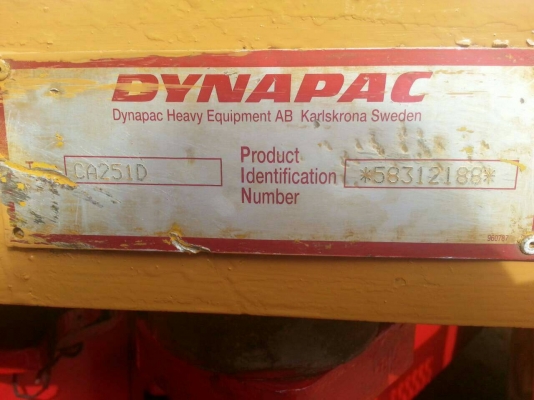 DYNAPAC
Dynapac Heavy Equipment AB Karlskrona Sweden
CA251D
Product
Identification
Number
*58312188*